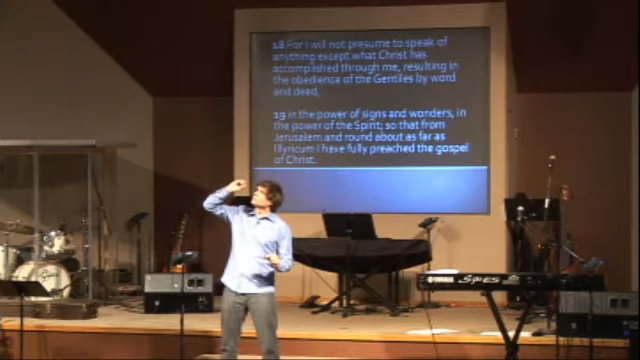 18 For I will not presume to speak of
anything except what Christ has
accomplished through me, resulting in
the obedience of the Gentiles by word
and dead,
19 in the power of signs and wonders, in
the power of the Spirit; so that from
Jerusalem and round about as far as
Illyricum I have fully preached the gospel
of Christ.
YAMAHA